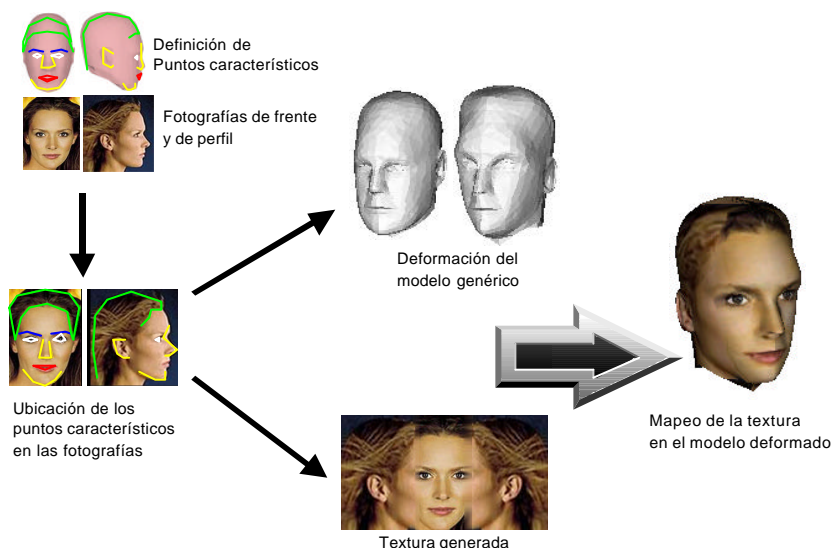 Definición de
Puntos característicos
Fotografías de frente
y de perfil
Deformación del
modelo genérico
Ubicación de los
puntos característicos
en las fotografías
Mapeo de la textura
en el modelo deformado
Textura generada